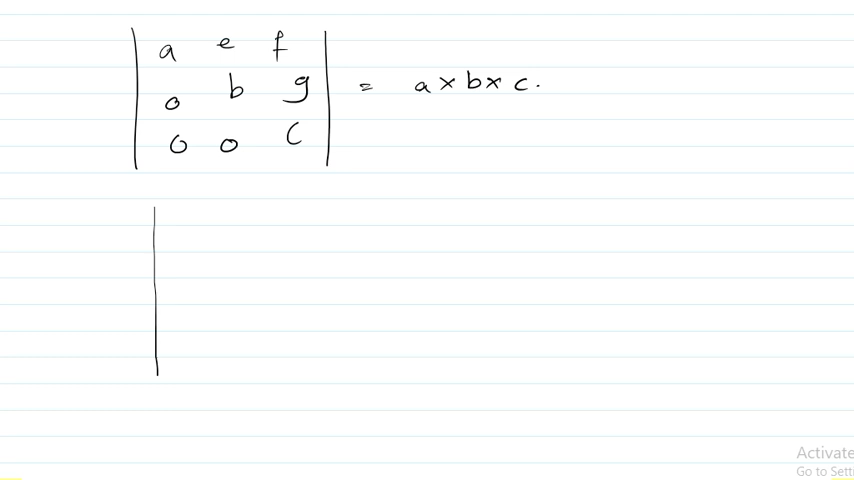 | a e f |
| 0 b g | = a × b × c.
| 0 0 c |
Activate
Go to Setti